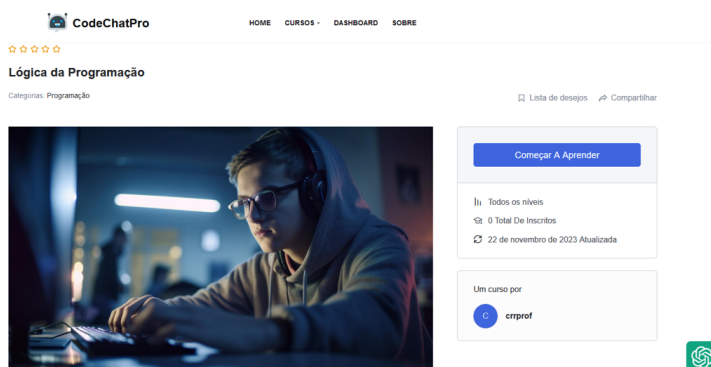 CodeChatPro
HOME CURSOS DASHBOARD SOBRE
Lógica da Programação
Categorias: Programação
Lista de desejos Compartilhar
Começar A Aprender
Todos os níveis
0 Total De Inscritos
22 de novembro de 2023 Atualizada
Um curso por
C crrprof